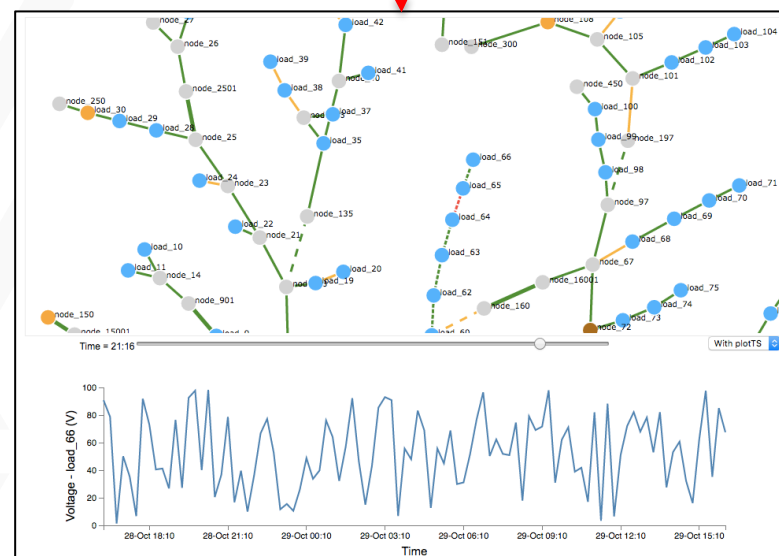 node_27
load_42
node_108
node_105
load_104
load_103
node_26
node_151
node_300
load_39
load_41
load_102
node_101
load_38
node_450
node_2501
node_250
load_30
load_29
load_28
load_37
load_100
load_35
node_25
node_197
load_66
load_98
load_24
node_23
load_65
load_71
load_70
node_97
node_135
load_64
load_69
load_22
node_21
load_68
load_10
load_63
load_11
node_14
load_20
load_19
node_67
node_16001
load_62
load_75
node_901
node_160
load_74
node_150
load_73
node_72
node_15001
Time = 21:16
With plotTS
Voltage - load_66 (V)
100
80
60
40
20
0
28-Oct 18:10
28-Oct 21:10
29-Oct 00:10
29-Oct 03:10
29-Oct 06:10
29-Oct 09:10
29-Oct 12:10
29-Oct 15:10
Time